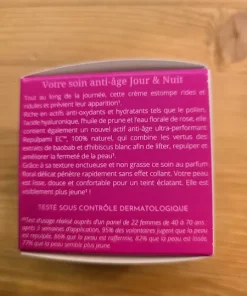 Votre soin anti-âge Jour & Nuit
Tout au long de la journée, cette crème estompe rides et
ridules et prévient leur apparition¹.
Riche en actifs anti-oxydants et hydratants tels que le pollen,
l'acide hyaluronique, l'huile de prune et l'eau florale de rose, elle
contient également un nouvel actif anti-âge ultra-performant
Repulpami EC™, 100% naturel, qui combine les vertus des
extraits de baobab et d'hibiscus blanc afin de lifter, repulper et
améliorer la fermeté de la peau.
Grâce à sa texture onctueuse et non grasse ce soin au parfum
floral délicat pénètre rapidement sans effet collant. Votre peau
est lisse, douce et confortable pour un teint éclatant. Elle est
visiblement plus jeune¹ !
TESTE SOUS CONTRÔLE DERMATOLOGIQUE
¹Test d'usage réalisé auprès d'un panel de 22 femmes de 40 à 70 ans :
après 3 semaines d'application, 95% des volontaires jugent que la peau
est repulpée, 86% que la peau est raffermie, 82% que la peau est lissée,
77% que la peau semble plus jeune.